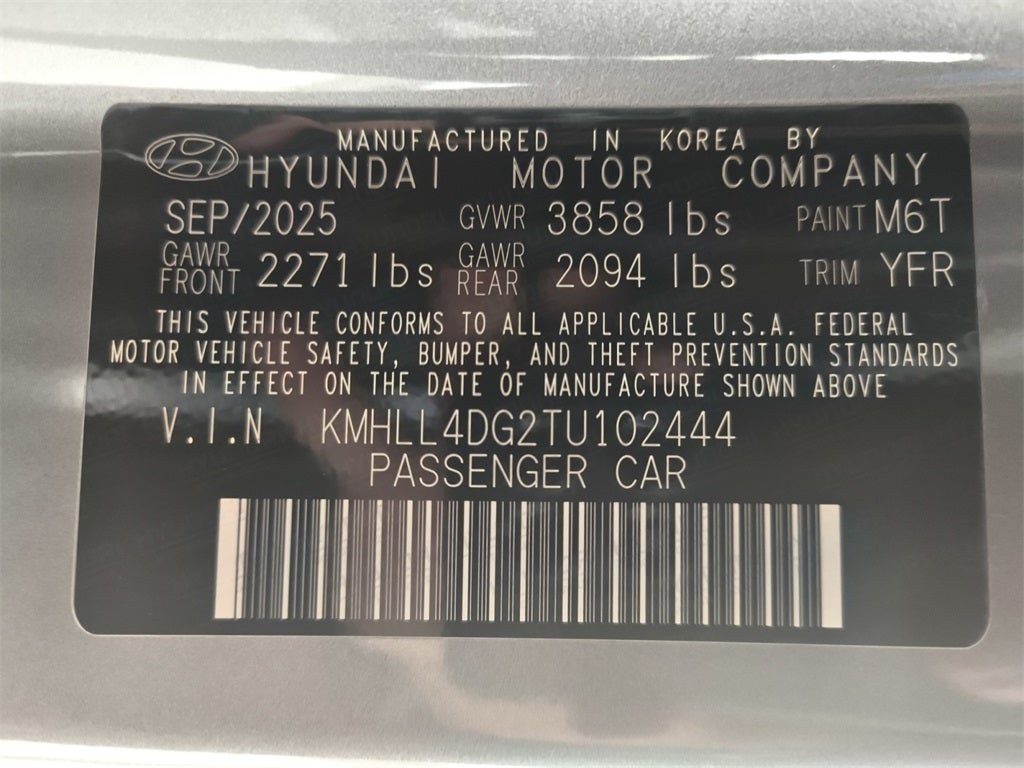 MANUFACTURED IN KOREA BY
HYUNDAI MOTOR COMPANY
SEP/2025 GVWR 3858 lbs PAINT M6T
GAWR FRONT 2271 lbs GAWR REAR 2094 lbs TRIM YFR
THIS VEHICLE CONFORMS TO ALL APPLICABLE U.S.A. FEDERAL
MOTOR VEHICLE SAFETY, BUMPER, AND THEFT PREVENTION STANDARDS
IN EFFECT ON THE DATE OF MANUFACTURE SHOWN ABOVE
V.I.N KMHLL4DG2TU102444
PASSENGER CAR